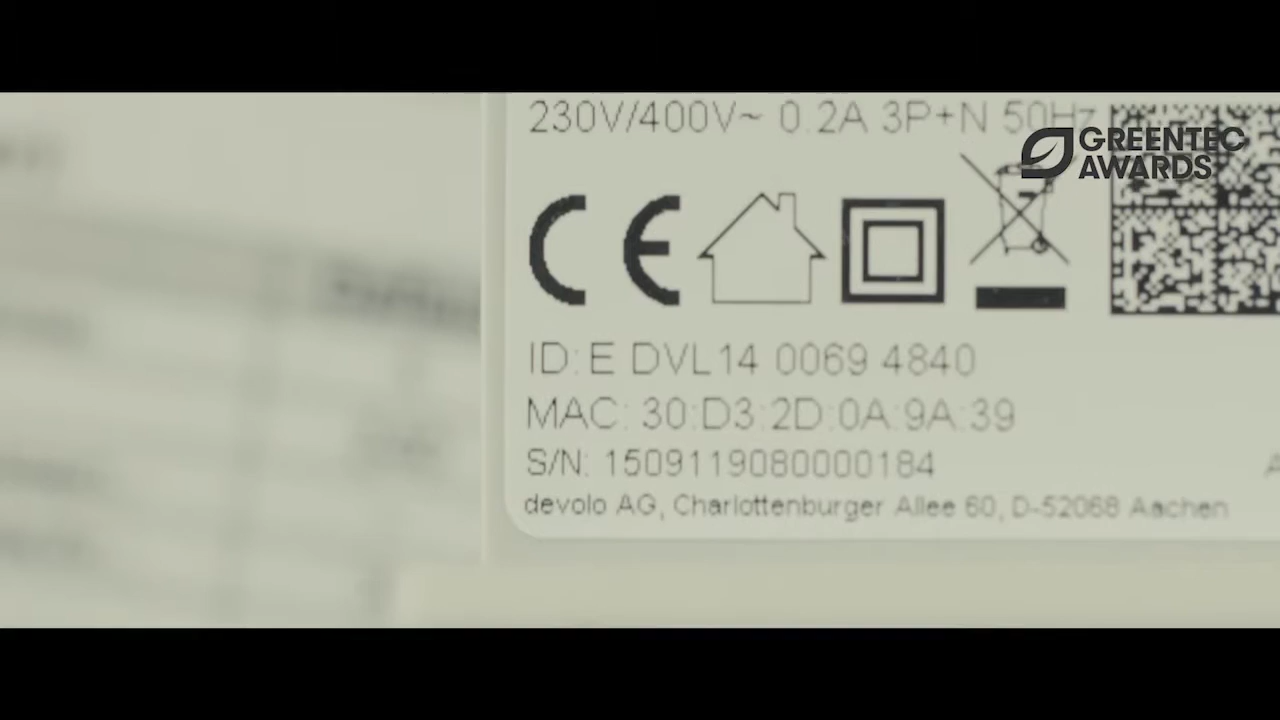 230V/400V~ 0.2A 3P+N 50Hz
GREENTEC
AWARDS
CE
ID: E DVL14 0069 4840
MAC: 30:D3:2D:0A:9A:39
S/N: 1509119080000184
devolo AG, Charlottenburger Allee 60, D-52068 Aachen